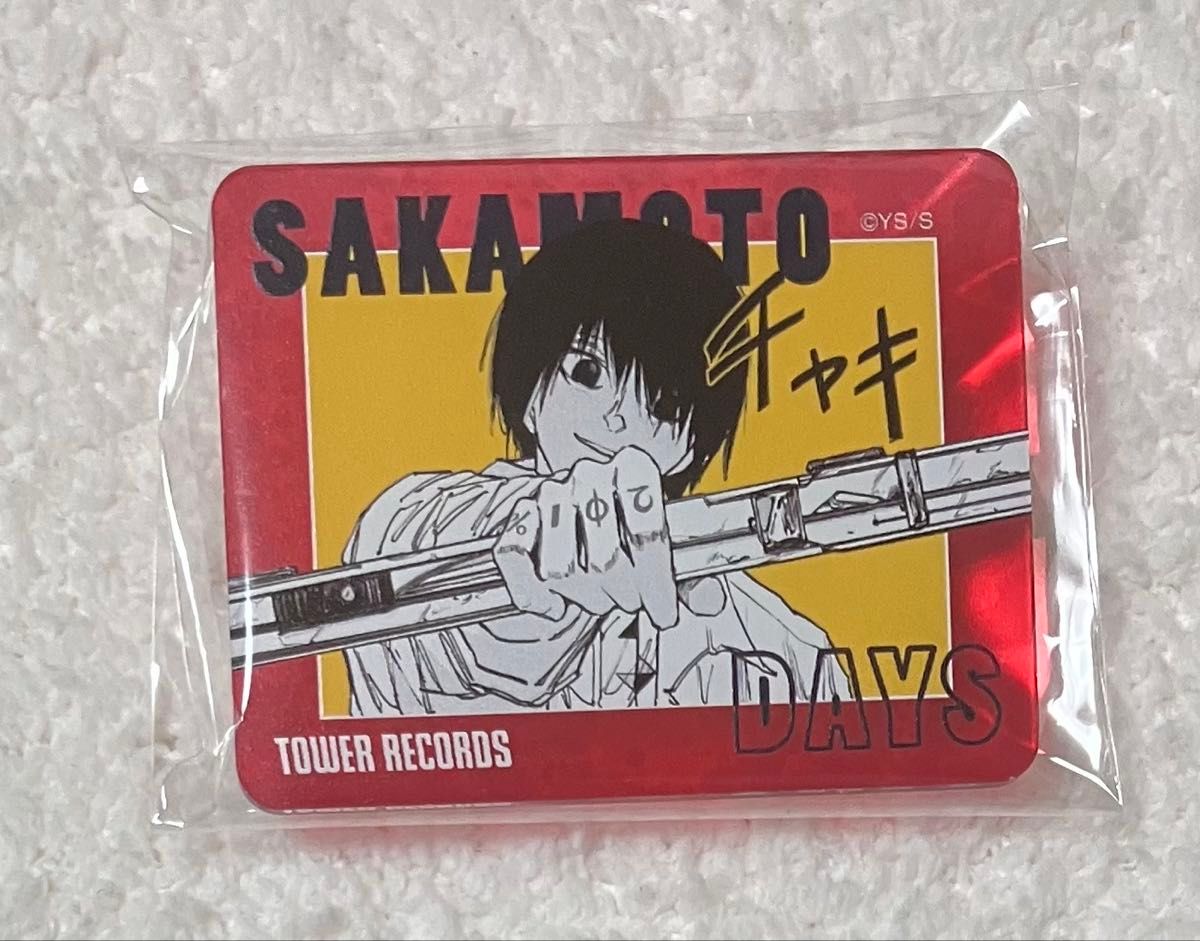 SAKAMOTO
©YS/S
チャキ
DAYS
TOWER RECORDS